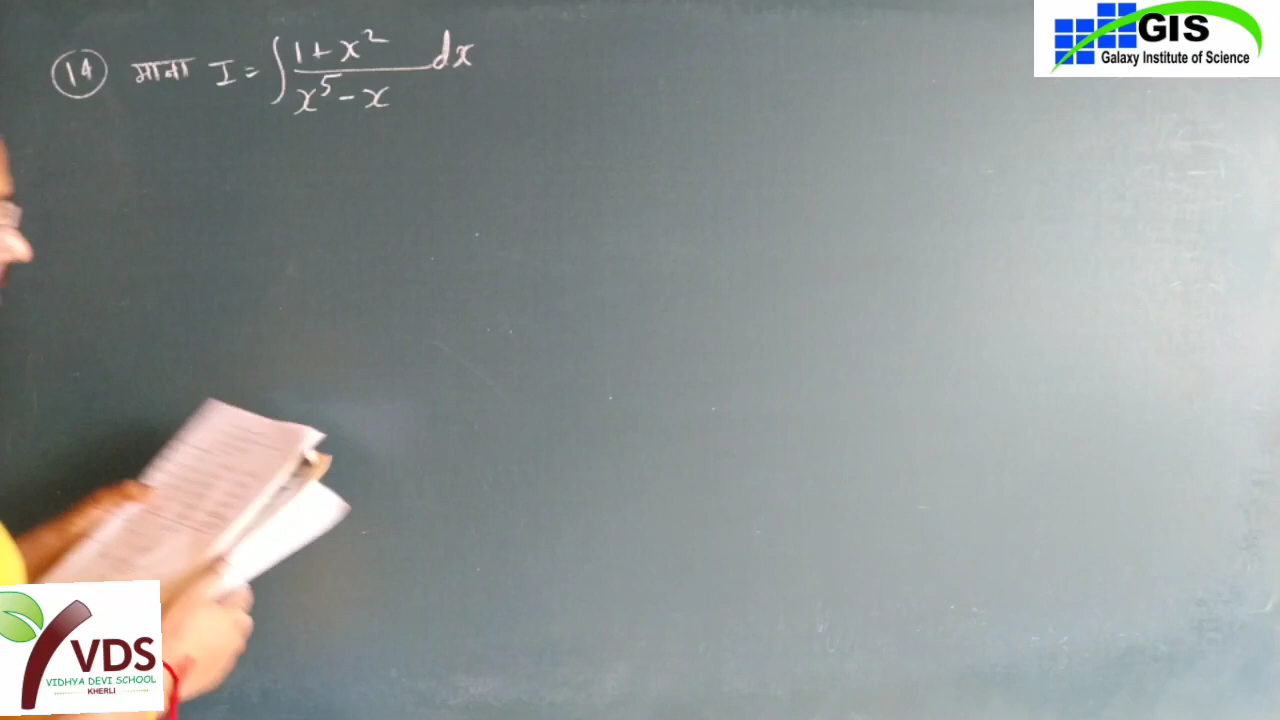 (14) माना I = ∫ (1 + x²)/(x⁵ - x) dx
GIS
Galaxy Institute of Science
VDS
VIDHYA DEVI SCHOOL
KHERLI